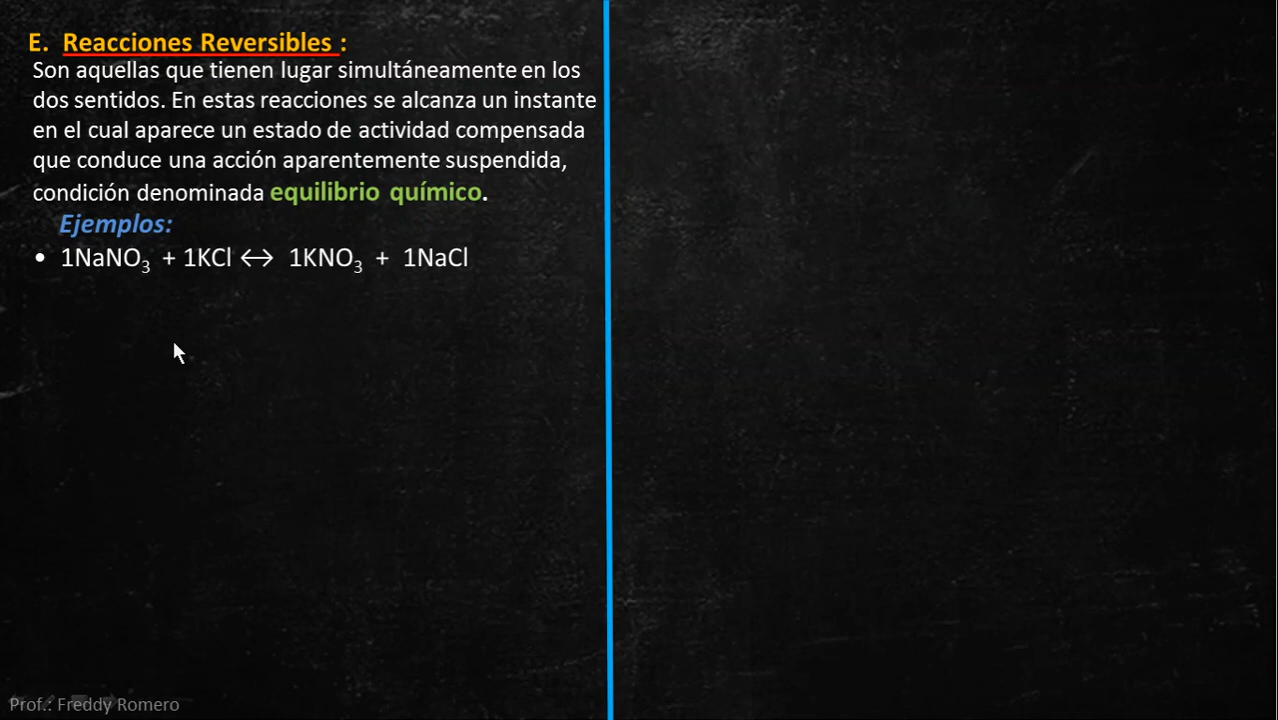 E. Reacciones Reversibles :
Son aquellas que tienen lugar simultáneamente en los
dos sentidos. En estas reacciones se alcanza un instante
en el cual aparece un estado de actividad compensada
que conduce una acción aparentemente suspendida,
condición denominada equilibrio químico.
Ejemplos:
• 1NaNO₃ + 1KCl ↔ 1KNO₃ + 1NaCl
Prof.: Freddy Romero